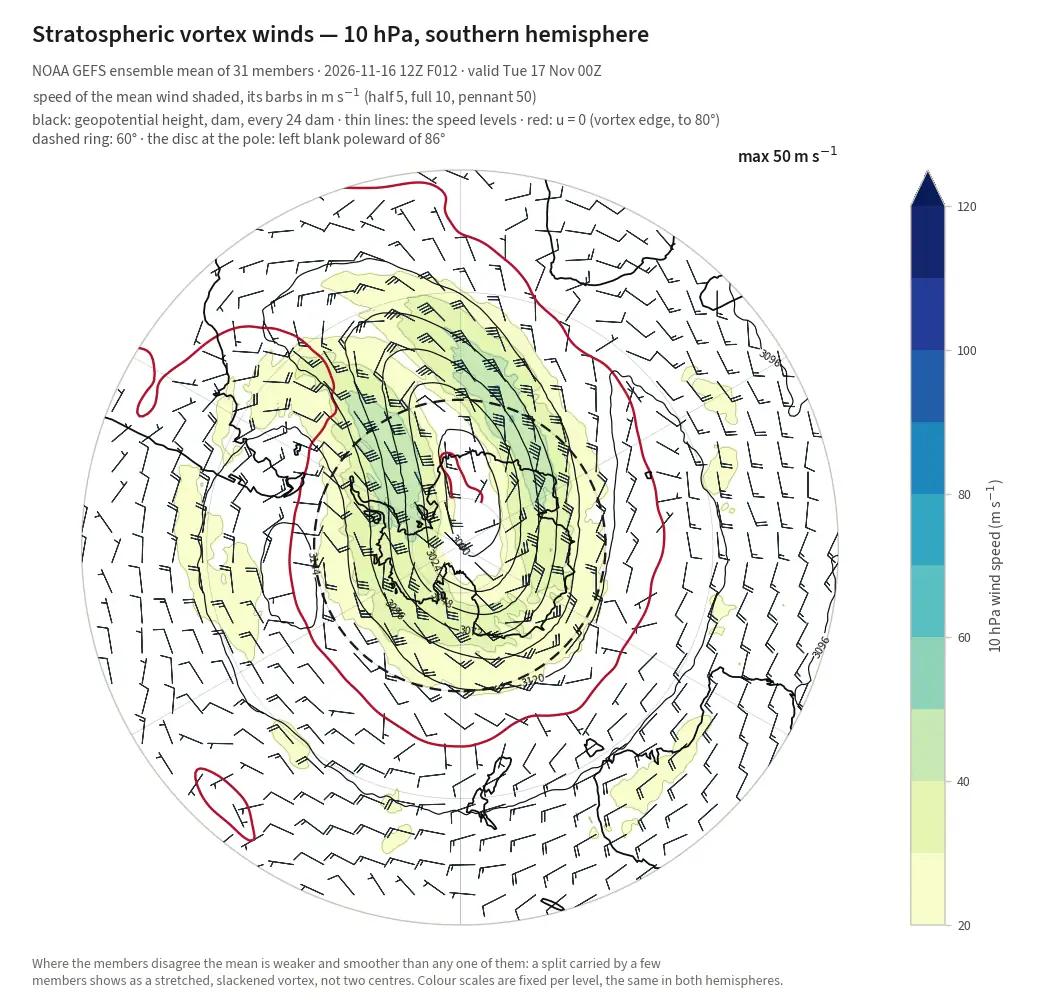 Stratospheric vortex winds — 10 hPa, southern hemisphere
NOAA GEFS ensemble mean of 31 members · 2026-11-16 12Z F012 · valid Tue 17 Nov 00Z
speed of the mean wind shaded, its barbs in m s⁻¹ (half 5, full 10, pennant 50)
black: geopotential height, dam, every 24 dam · thin lines: the speed levels · red: u = 0 (vortex edge, to 80°)
dashed ring: 60° · the disc at the pole: left blank poleward of 86°
max 50 m s⁻¹
120
100
80
60
40
20
10 hPa wind speed (m s⁻¹)
3096
3096
3120
Where the members disagree the mean is weaker and smoother than any one of them: a split carried by a few
members shows as a stretched, slackened vortex, not two centres. Colour scales are fixed per level, the same in both hemispheres.